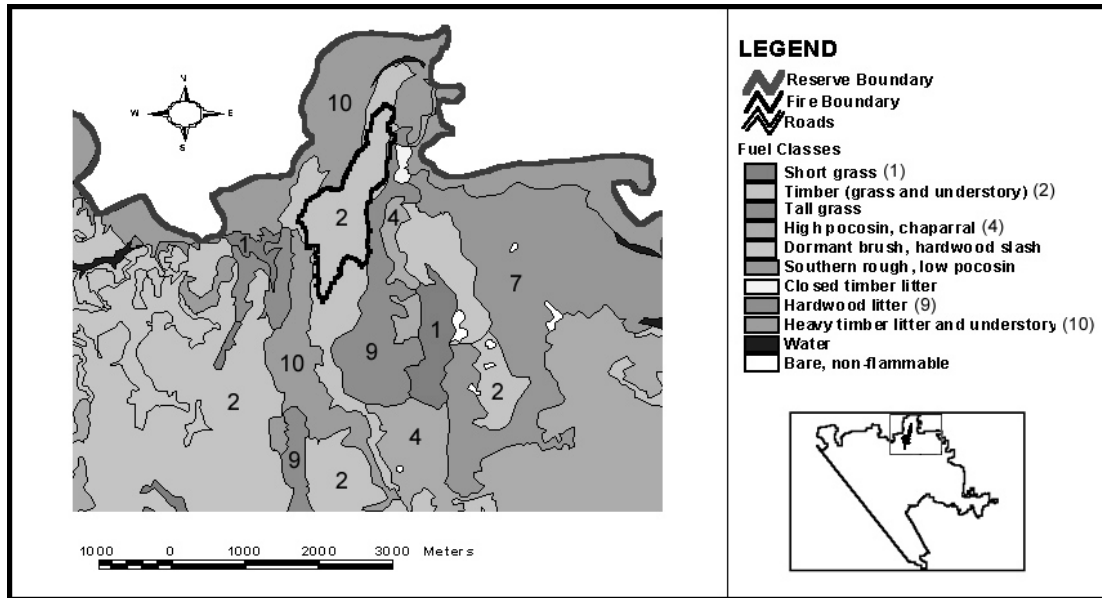 N
W E
S
10
2
4
1
7
1
9
10
2
2
4
9
2
1000 0 1000 2000 3000 Meters
LEGEND
Reserve Boundary
Fire Boundary
Roads
Fuel Classes
Short grass (1)
Timber (grass and understory) (2)
Tall grass
High pocosin, chaparral (4)
Dormant brush, hardwood slash
Southern rough, low pocosin
Closed timber litter
Hardwood litter (9)
Heavy timber litter and understory (10)
Water
Bare, non-flammable